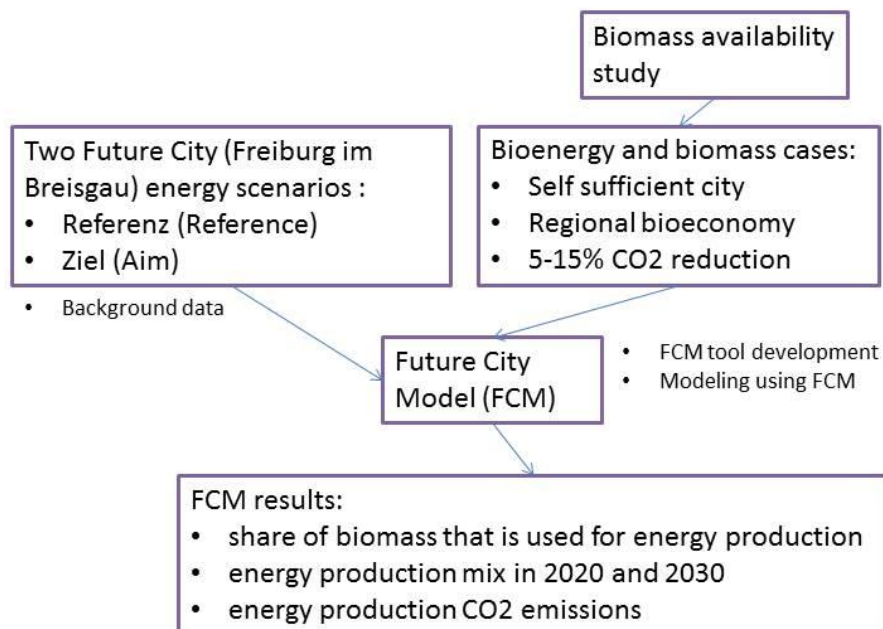 Biomass availability
study
Two Future City (Freiburg im
Breisgau) energy scenarios :
• Referenz (Reference)
• Ziel (Aim)
• Background data
Bioenergy and biomass cases:
• Self sufficient city
• Regional bioeconomy
• 5-15% CO2 reduction
Future City
Model (FCM)
• FCM tool development
• Modeling using FCM
FCM results:
• share of biomass that is used for energy production
• energy production mix in 2020 and 2030
• energy production CO2 emissions